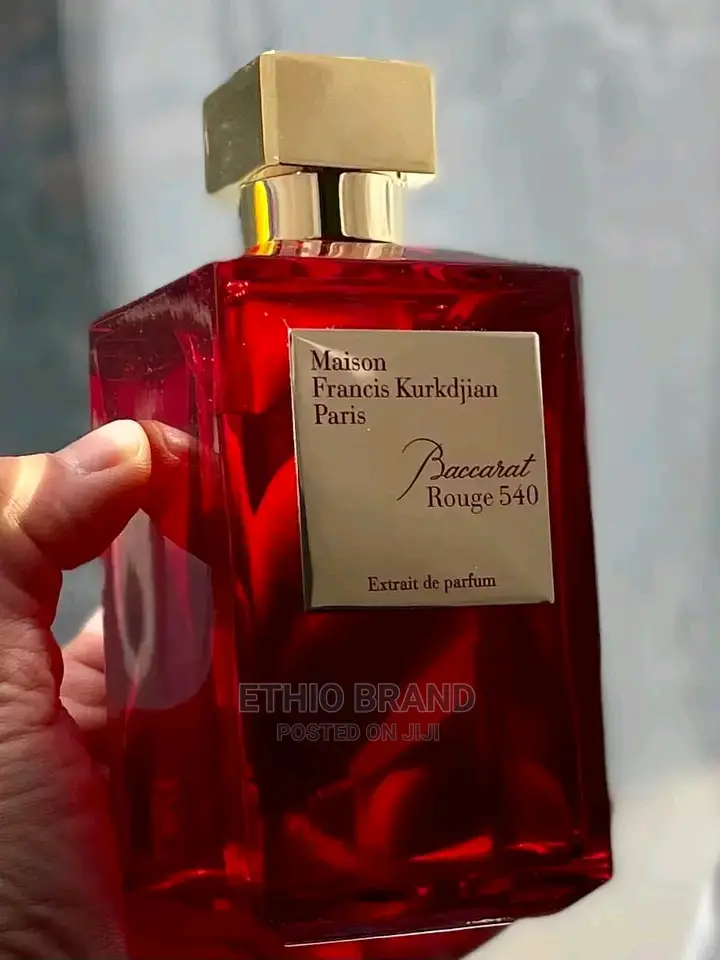 Maison
Francis Kurkdjian
Paris
Baccarat
Rouge 540
Extrait de parfum
ETHIO BRAND
POSTED ON JIJI